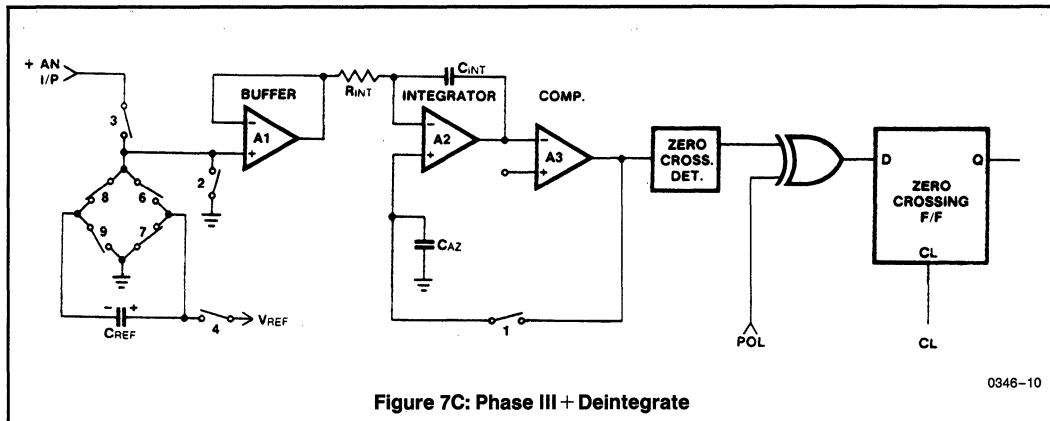 + AN
I/P
3
8
6
9
7
− +
CREF
4
VREF
2
BUFFER
A1
RINT
CINT
INTEGRATOR
−
A2
+
CAZ
1
COMP.
−
A3
+
ZERO
CROSS.
DET.
POL
D
Q
ZERO
CROSSING
F/F
CL
CL
0346–10
Figure 7C: Phase III + Deintegrate